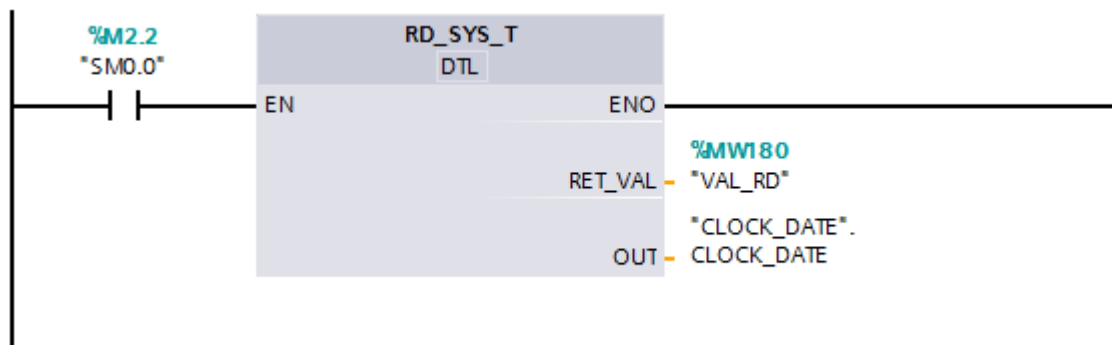 %M2.2
"SM0.0"
RD_SYS_T
DTL
EN
ENO
%MW180
RET_VAL
"VAL_RD"
"CLOCK_DATE".
OUT
CLOCK_DATE